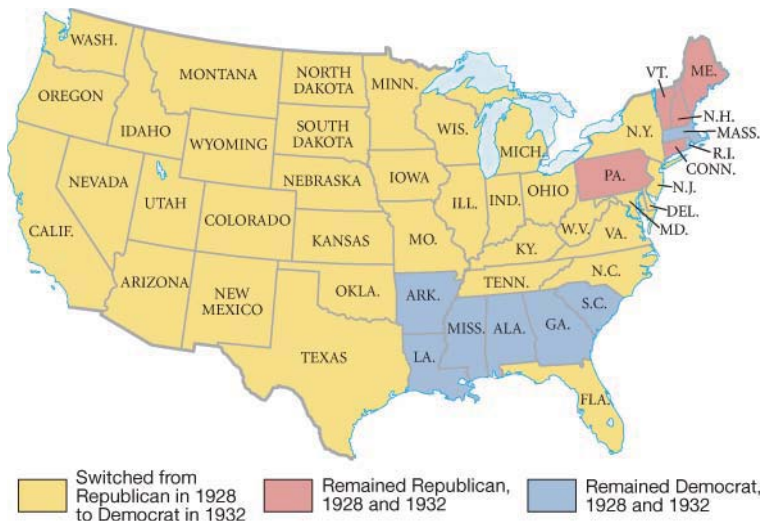 WASH.
OREGON
CALIF.
NEVADA
IDAHO
MONTANA
WYOMING
UTAH
COLORADO
ARIZONA
NEW
MEXICO
NORTH
DAKOTA
SOUTH
DAKOTA
NEBRASKA
KANSAS
OKLA.
TEXAS
MINN.
IOWA
MO.
ARK.
LA.
WIS.
ILL.
MICH.
IND.
OHIO
KY.
TENN.
MISS.
ALA.
GA.
FLA.
S.C.
N.C.
VA.
W.V.
PA.
N.Y.
VT.
ME.
N.H.
MASS.
R.I.
CONN.
N.J.
DEL.
MD.
Switched from
Republican in 1928
to Democrat in 1932
Remained Republican,
1928 and 1932
Remained Democrat,
1928 and 1932